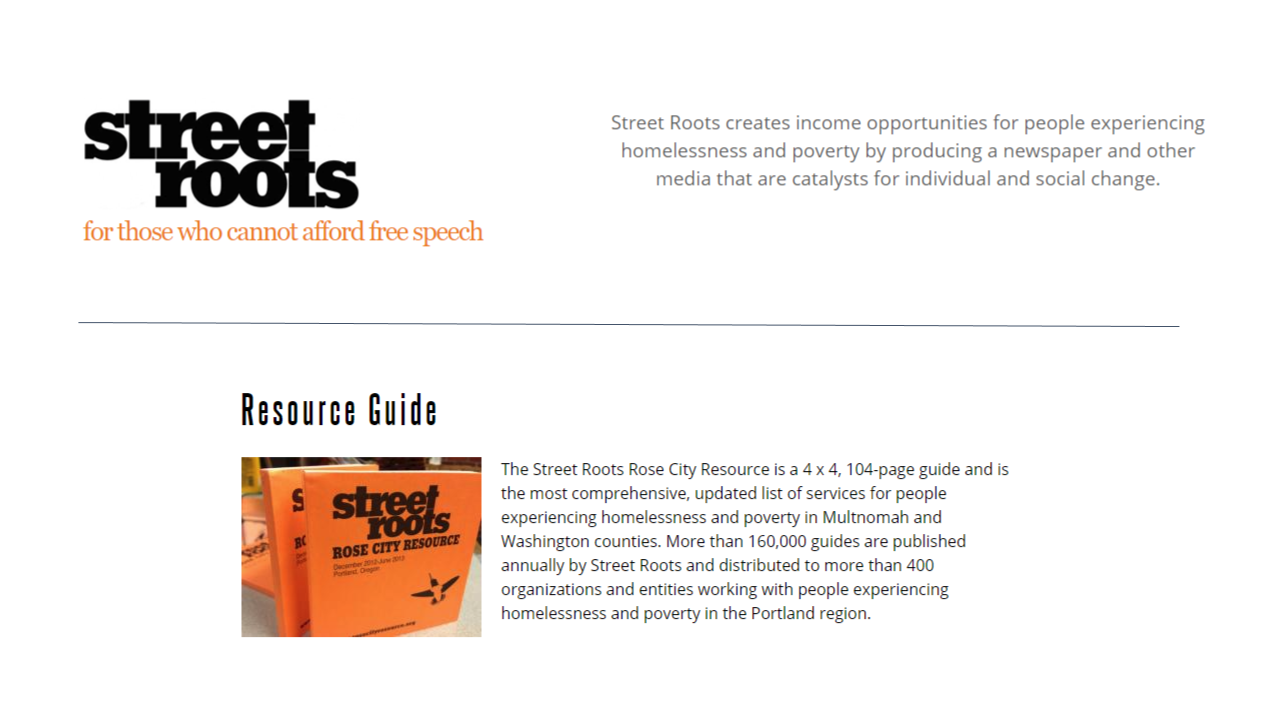 street
roots
for those who cannot afford free speech
Street Roots creates income opportunities for people experiencing
homelessness and poverty by producing a newspaper and other
media that are catalysts for individual and social change.
Resource Guide
street
roots
ROSE CITY RESOURCE
December 2012-June 2013
Portland, Oregon
The Street Roots Rose City Resource is a 4 x 4, 104-page guide and is
the most comprehensive, updated list of services for people
experiencing homelessness and poverty in Multnomah and
Washington counties. More than 160,000 guides are published
annually by Street Roots and distributed to more than 400
organizations and entities working with people experiencing
homelessness and poverty in the Portland region.